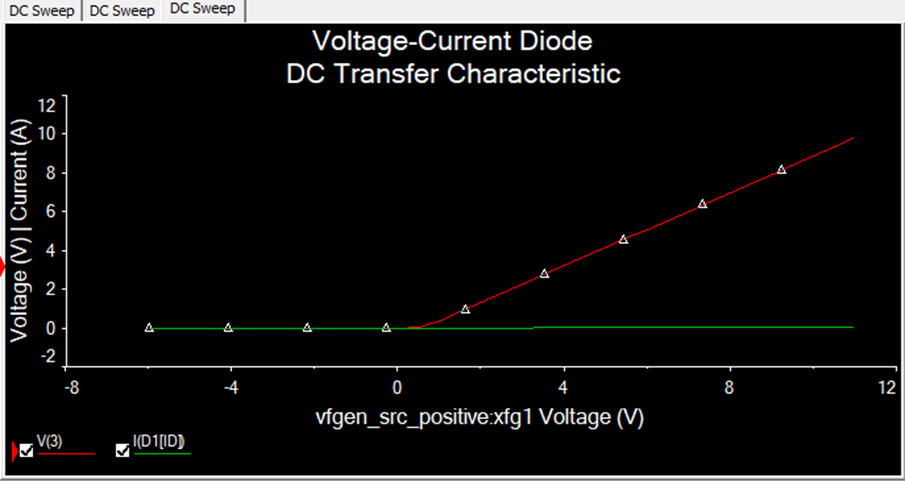 DC Sweep DC Sweep DC Sweep
Voltage-Current Diode
DC Transfer Characteristic
Voltage (V) | Current (A)
12
10
8
6
4
2
0
-2
-8 -4 0 4 8 12
vfgen_src_positive:xfg1 Voltage (V)
V(3) I(D1[ID])